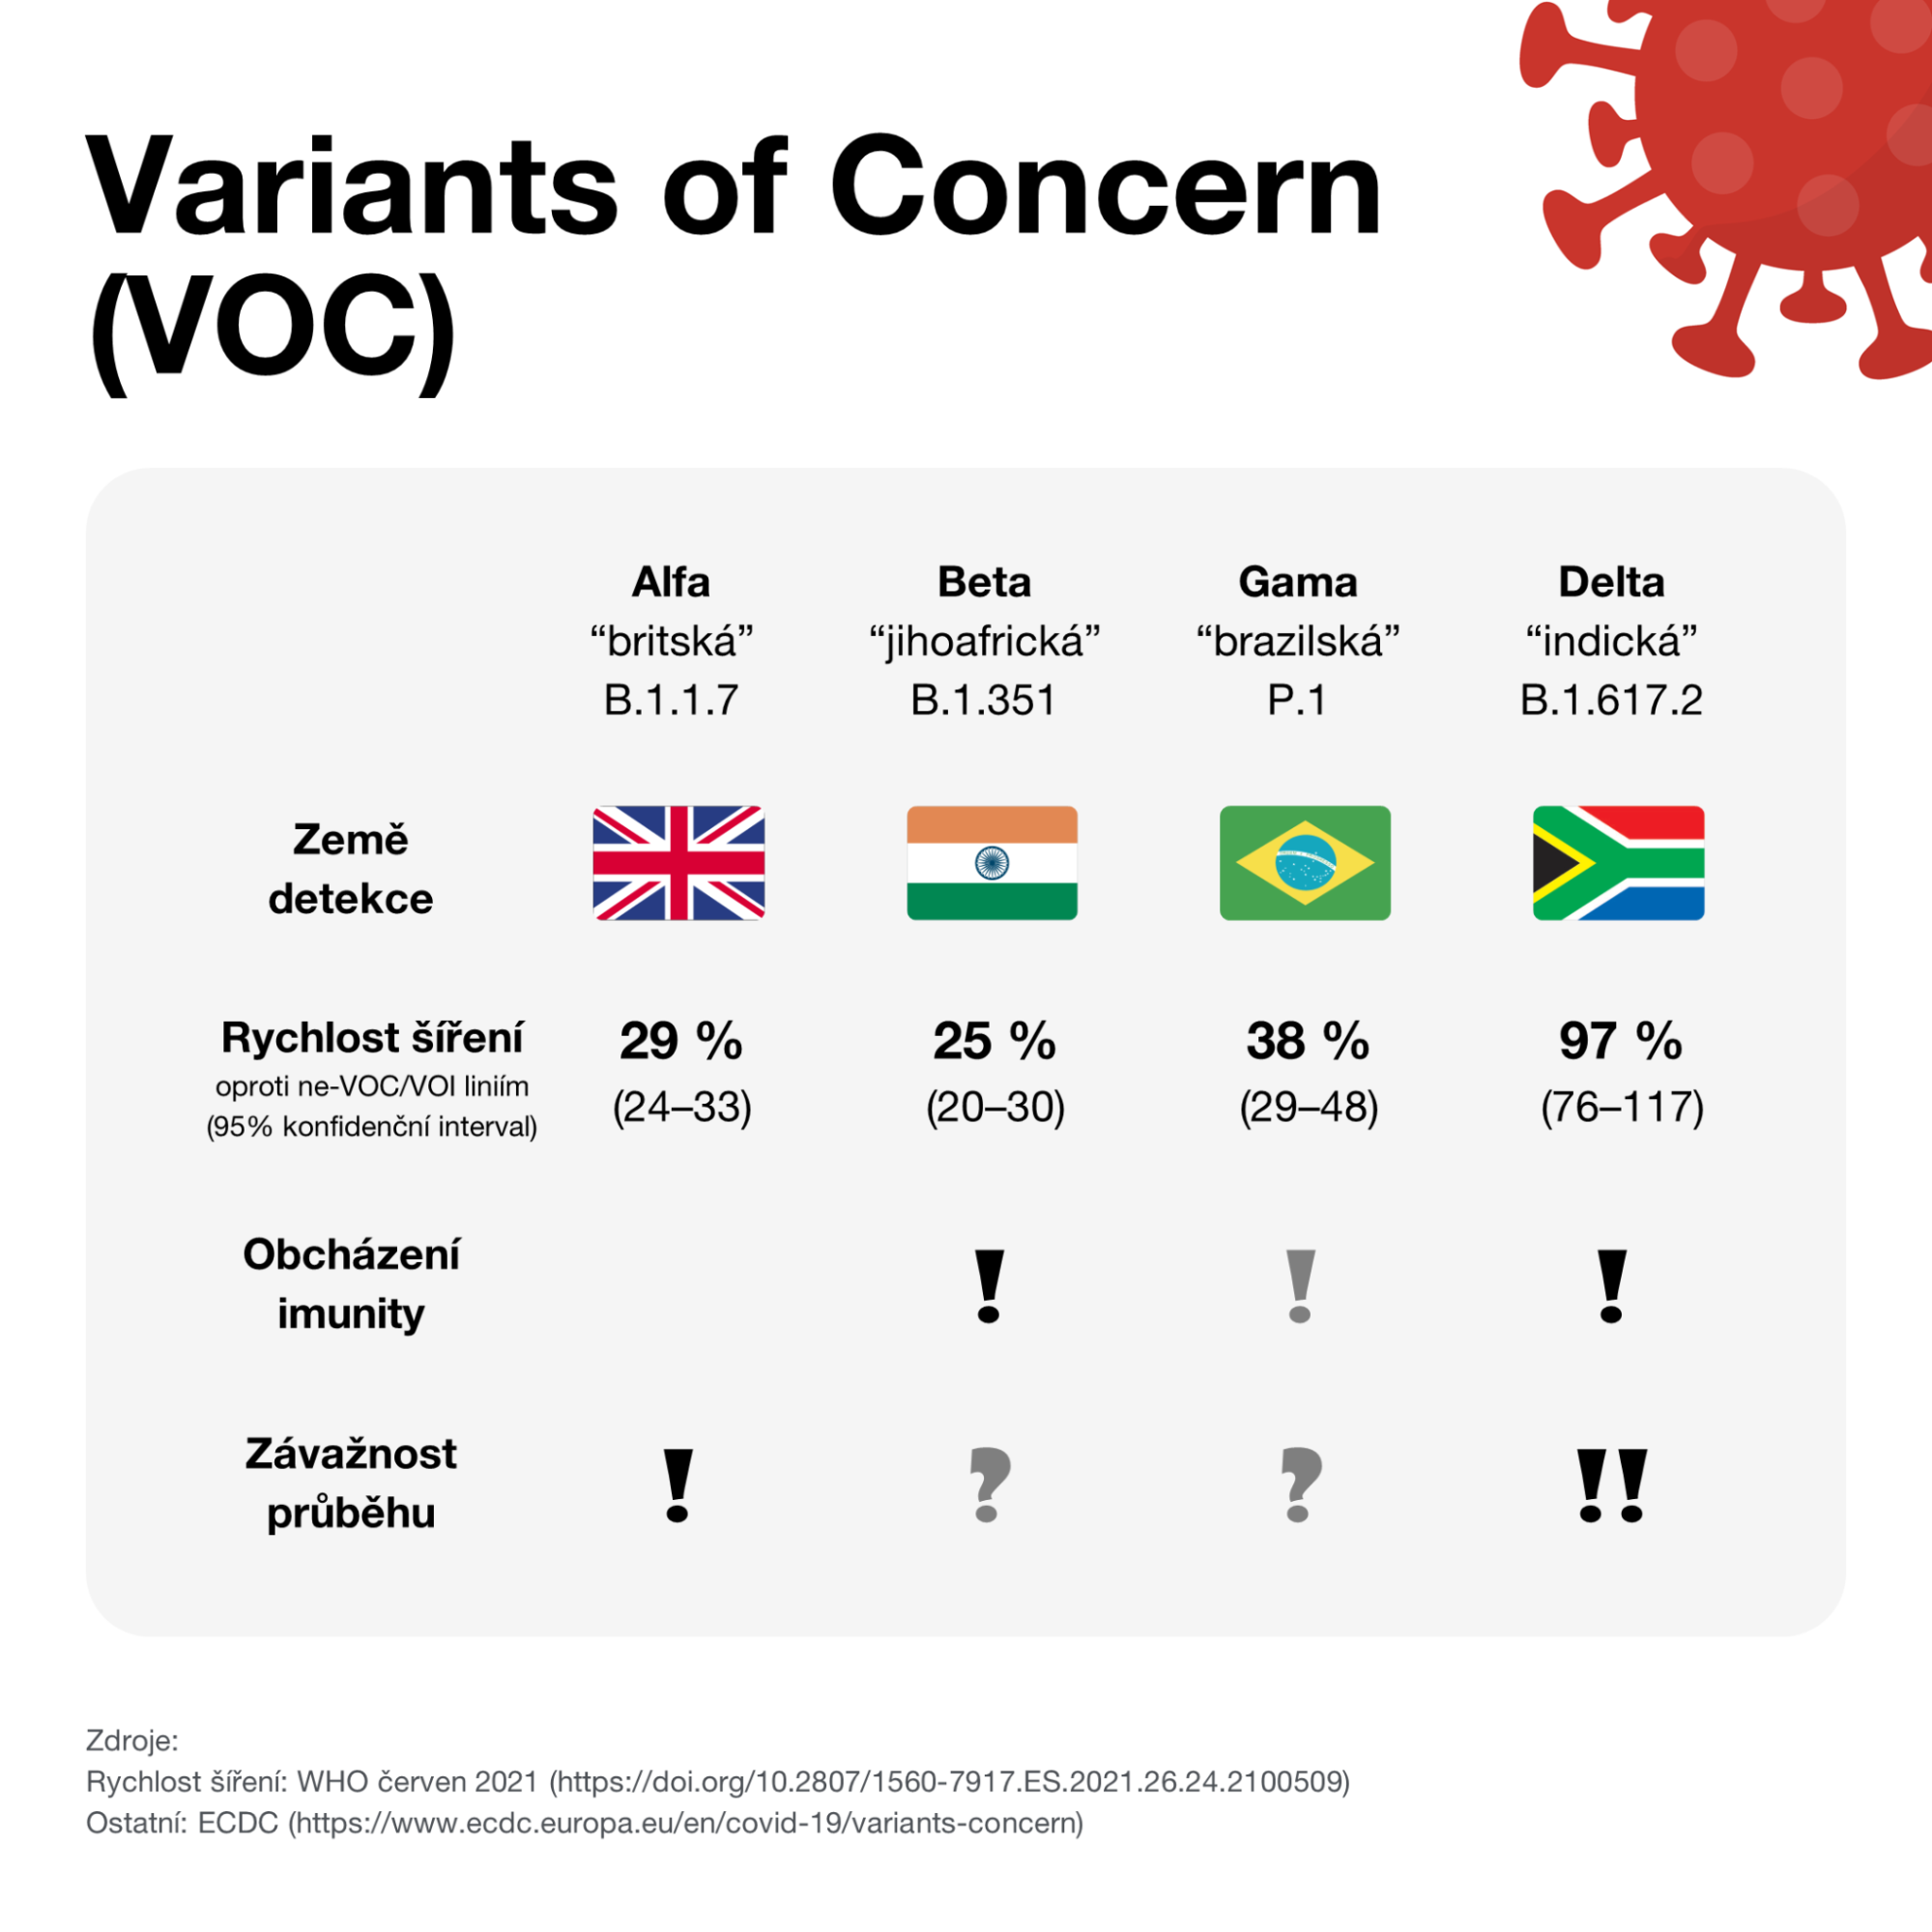 Variants of Concern
(VOC)
Alfa
“britská”
B.1.1.7
Beta
“jihoafrická”
B.1.351
Gama
“brazilská”
P.1
Delta
“indická”
B.1.617.2
Země
detekce
Rychlost šíření
oproti ne-VOC/VOI liniím
(95% konfidenční interval)
29 %
(24–33)
25 %
(20–30)
38 %
(29–48)
97 %
(76–117)
Obcházení
imunity
!
!
!
Závažnost
průběhu
!
?
?
!!
Zdroje:
Rychlost šíření: WHO červen 2021 (https://doi.org/10.2807/1560-7917.ES.2021.26.24.2100509)
Ostatní: ECDC (https://www.ecdc.europa.eu/en/covid-19/variants-concern)